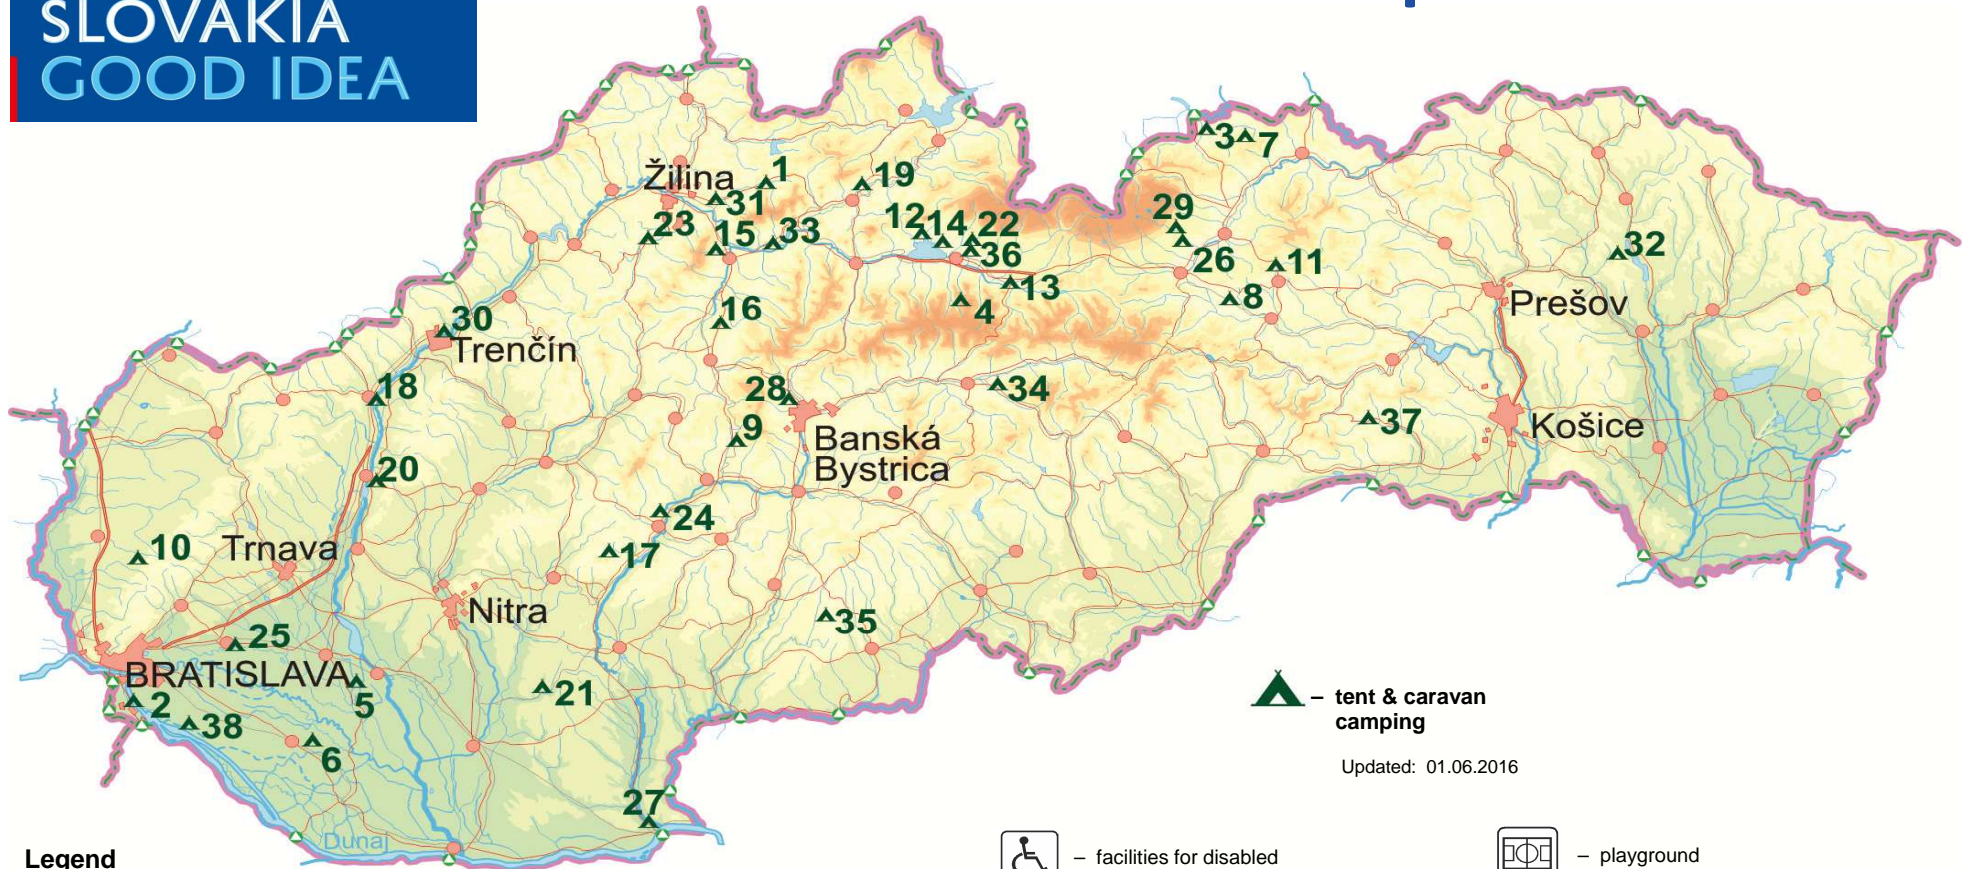 SLOVAKIA
GOOD IDEA
3
7
1
19
Žilina
31
29
12
14
22
23
15
33
36
32
26
11
13
8
4
16
Prešov
30
Trenčín
18
28
34
9
37
Košice
Banská
Bystrica
20
24
10
Trnava
17
Nitra
35
25
BRATISLAVA
5
21
2
38
6
– tent & caravan
camping
Updated: 01.06.2016
27
Dunaj
Legend
– facilities for disabled
– playground